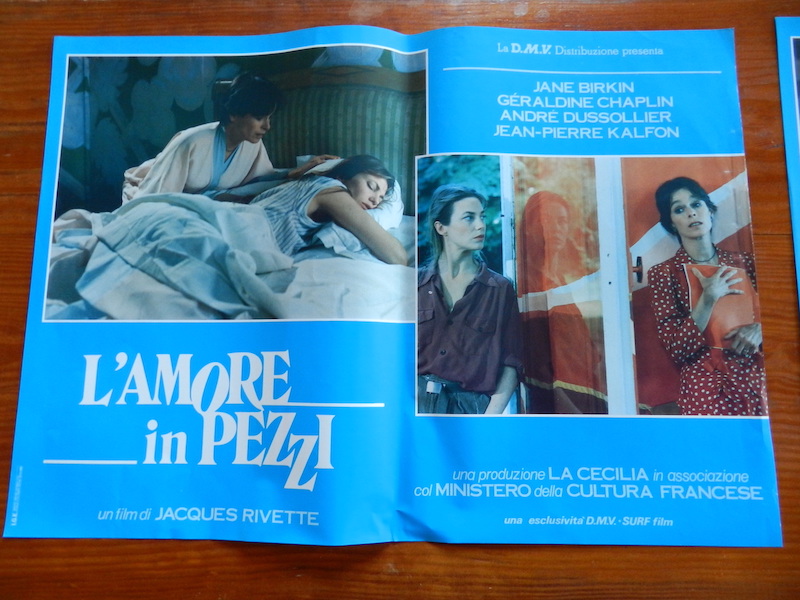 La D.M.V. Distribuzione presenta
JANE BIRKIN
GÉRALDINE CHAPLIN
ANDRÉ DUSSOLLIER
JEAN-PIERRE KALFON
L'AMORE
in PEZZI
un film di JACQUES RIVETTE
una produzione LA CECILIA in associazione
col MINISTERO della CULTURA FRANCESE
una esclusività D.M.V. - SURF film